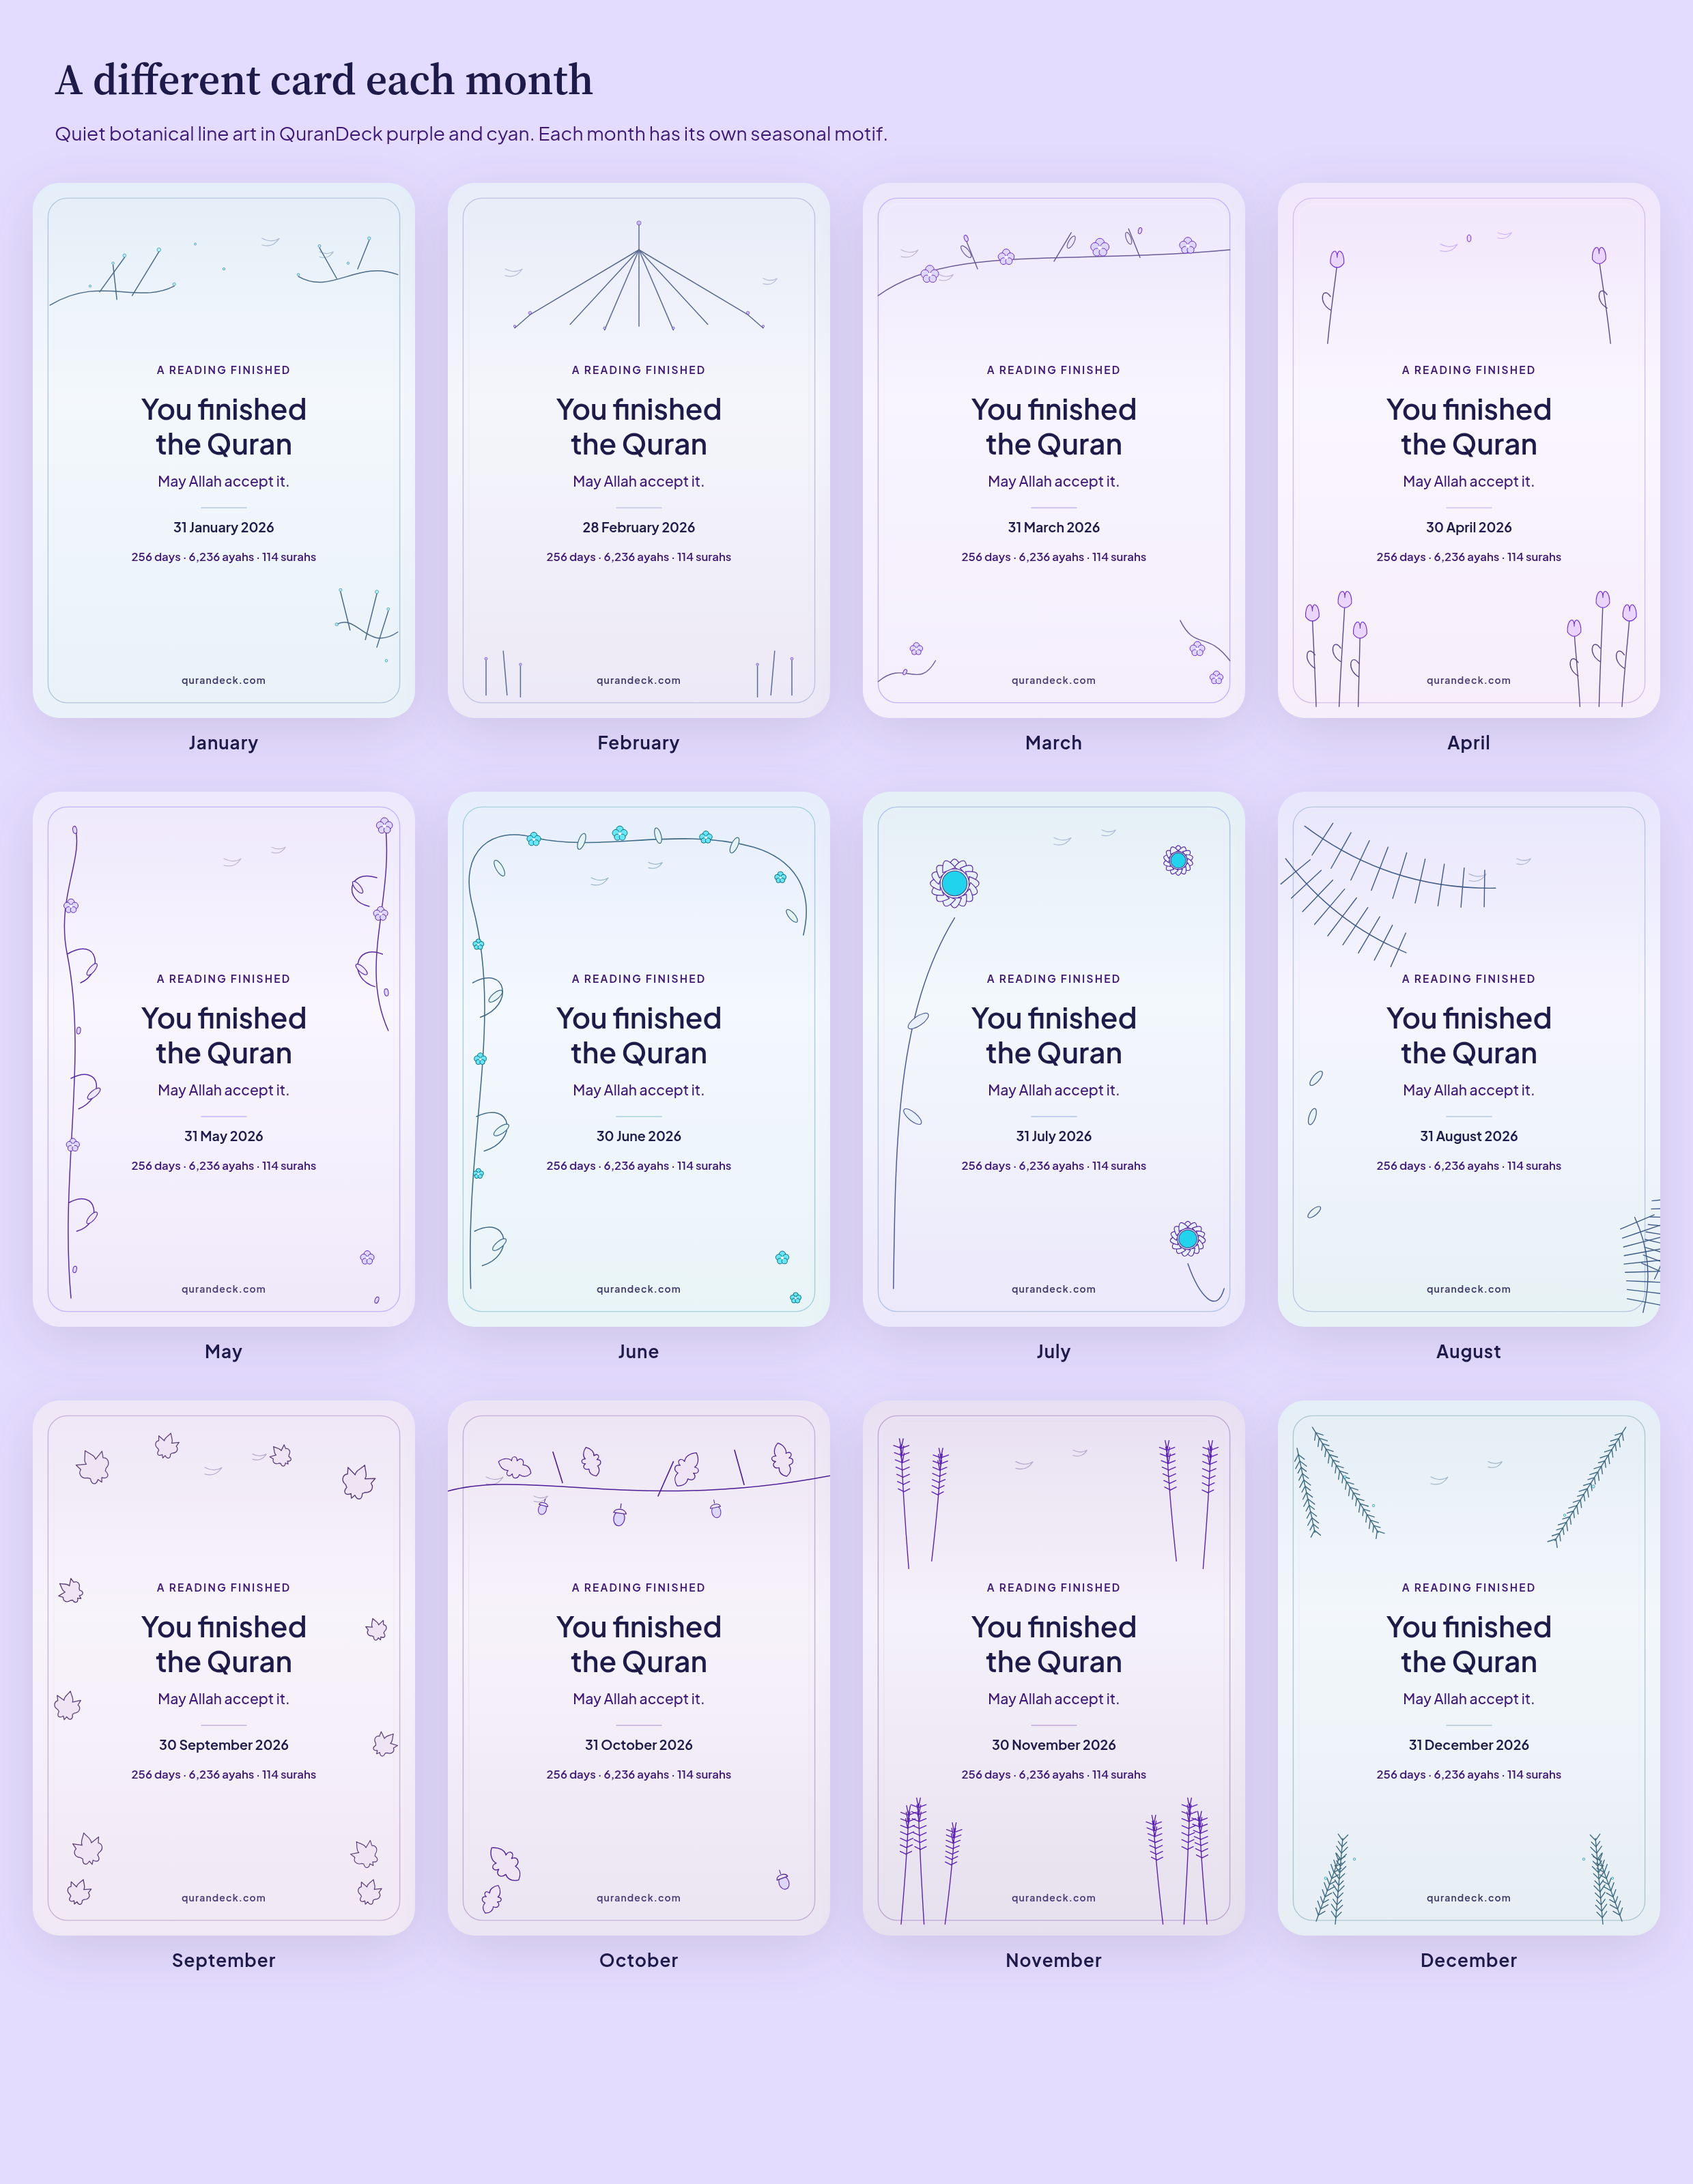 A different card each month
Quiet botanical line art in QuranDeck purple and cyan. Each month has its own seasonal motif.
A READING FINISHED
You finished
the Quran
May Allah accept it.
31 January 2026
256 days · 6,236 ayahs · 114 surahs
qurandeck.com
January
A READING FINISHED
You finished
the Quran
May Allah accept it.
28 February 2026
256 days · 6,236 ayahs · 114 surahs
qurandeck.com
February
A READING FINISHED
You finished
the Quran
May Allah accept it.
31 March 2026
256 days · 6,236 ayahs · 114 surahs
qurandeck.com
March
A READING FINISHED
You finished
the Quran
May Allah accept it.
30 April 2026
256 days · 6,236 ayahs · 114 surahs
qurandeck.com
April
A READING FINISHED
You finished
the Quran
May Allah accept it.
31 May 2026
256 days · 6,236 ayahs · 114 surahs
qurandeck.com
May
A READING FINISHED
You finished
the Quran
May Allah accept it.
30 June 2026
256 days · 6,236 ayahs · 114 surahs
qurandeck.com
June
A READING FINISHED
You finished
the Quran
May Allah accept it.
31 July 2026
256 days · 6,236 ayahs · 114 surahs
qurandeck.com
July
A READING FINISHED
You finished
the Quran
May Allah accept it.
31 August 2026
256 days · 6,236 ayahs · 114 surahs
qurandeck.com
August
A READING FINISHED
You finished
the Quran
May Allah accept it.
30 September 2026
256 days · 6,236 ayahs · 114 surahs
qurandeck.com
September
A READING FINISHED
You finished
the Quran
May Allah accept it.
31 October 2026
256 days · 6,236 ayahs · 114 surahs
qurandeck.com
October
A READING FINISHED
You finished
the Quran
May Allah accept it.
30 November 2026
256 days · 6,236 ayahs · 114 surahs
qurandeck.com
November
A READING FINISHED
You finished
the Quran
May Allah accept it.
31 December 2026
256 days · 6,236 ayahs · 114 surahs
qurandeck.com
December